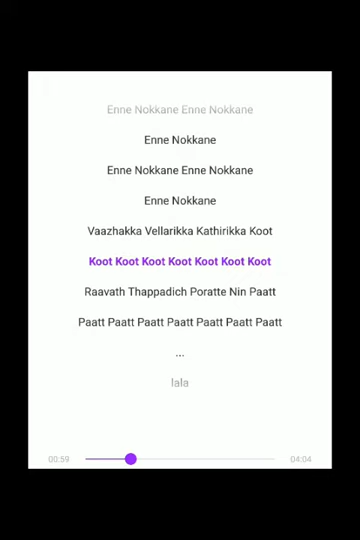 Enne Nokkane Enne Nokkane
Enne Nokkane
Enne Nokkane Enne Nokkane
Enne Nokkane
Vaazhakka Vellarikka Kathirikka Koot
Koot Koot Koot Koot Koot Koot Koot
Raavath Thappadich Poratte Nin Paatt
Paatt Paatt Paatt Paatt Paatt Paatt Paatt
...
lala
00:59 04:04